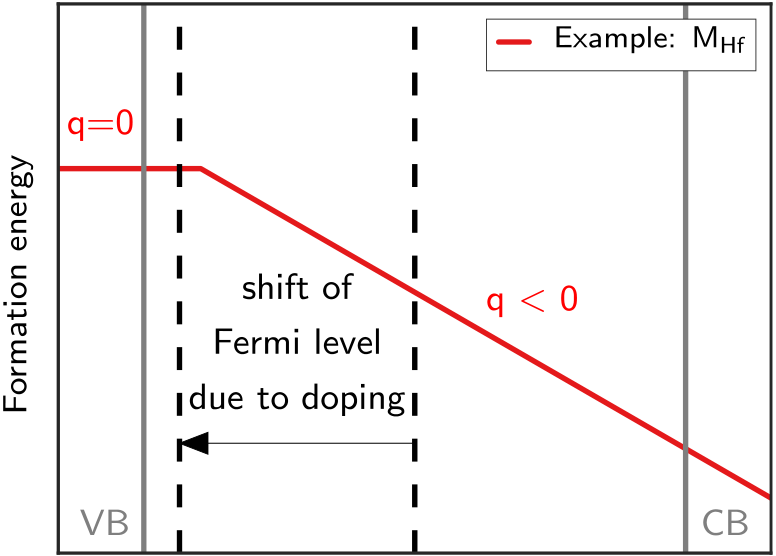 Example: M_Hf
q=0
Formation energy
shift of
Fermi level
due to doping
q < 0
VB
CB